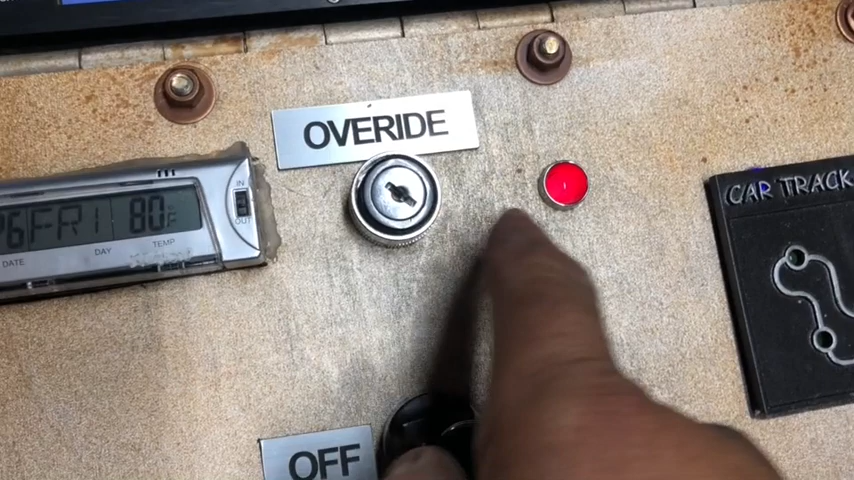 OVERIDE
IN
OUT
26 FRI 80°F
DATE DAY TEMP
CAR TRACK
OFF